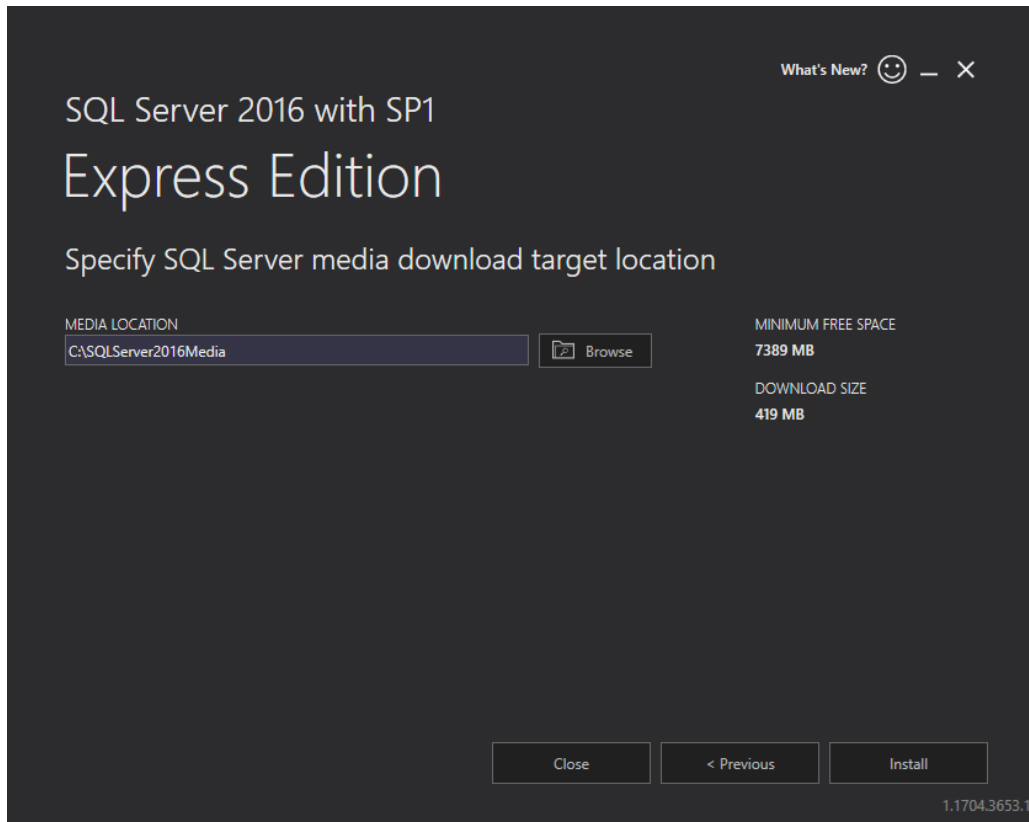 What's New?
SQL Server 2016 with SP1
Express Edition
Specify SQL Server media download target location
MEDIA LOCATION
C:\SQLServer2016Media
Browse
MINIMUM FREE SPACE
7389 MB
DOWNLOAD SIZE
419 MB
Close
< Previous
Install
1.1704.3653.1